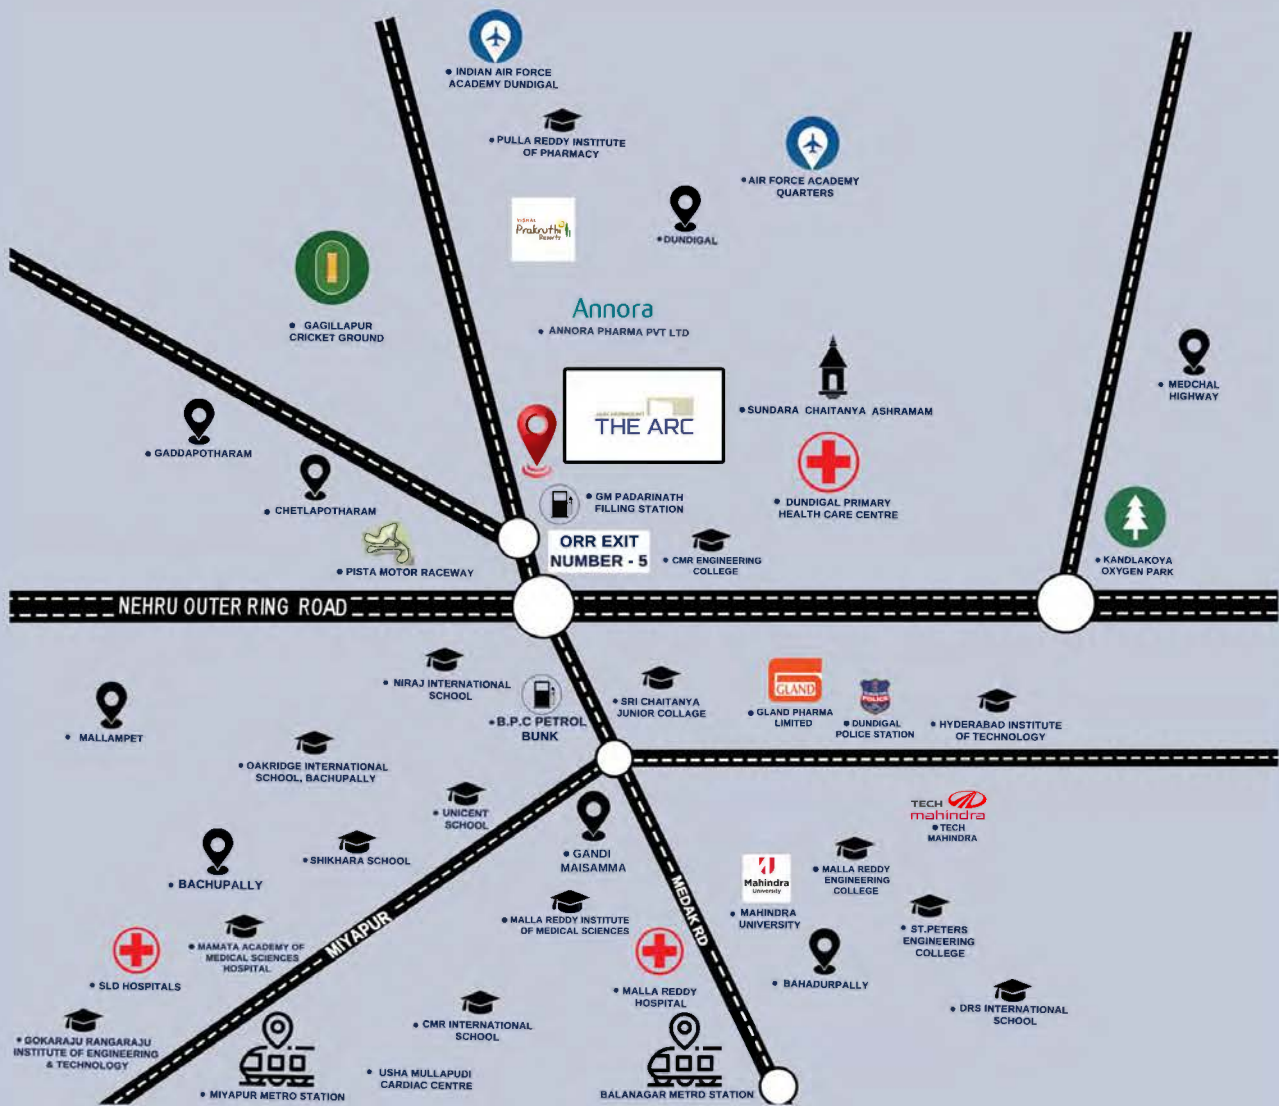 • INDIAN AIR FORCE
ACADEMY DUNDIGAL
• PULLA REDDY INSTITUTE
OF PHARMACY
• AIR FORCE ACADEMY
QUARTERS
VISHAL
Prakruthi
Resorts
• DUNDIGAL
• GAGILLAPUR
CRICKET GROUND
Annora
• ANNORA PHARMA PVT LTD
• MEDCHAL
HIGHWAY
THE ARC
• SUNDARA CHAITANYA ASHRAMAM
• GADDAPOTHARAM
• CHETLAPOTHARAM
• GM PADARINATH
FILLING STATION
• DUNDIGAL PRIMARY
HEALTH CARE CENTRE
ORR EXIT
NUMBER - 5
• CMR ENGINEERING
COLLEGE
• KANDLAKOYA
OXYGEN PARK
• PISTA MOTOR RACEWAY
NEHRU OUTER RING ROAD
• NIRAJ INTERNATIONAL
SCHOOL
• B.P.C PETROL
BUNK
• SRI CHAITANYA
JUNIOR COLLAGE
GLAND
• GLAND PHARMA
LIMITED
POLICE
• DUNDIGAL
POLICE STATION
• HYDERABAD INSTITUTE
OF TECHNOLOGY
• MALLAMPET
• OAKRIDGE INTERNATIONAL
SCHOOL, BACHUPALLY
• UNICENT
SCHOOL
TECH
mahindra
• TECH
MAHINDRA
• SHIKHARA SCHOOL
• GANDI
MAISAMMA
• BACHUPALLY
Mahindra
University
• MAHINDRA
UNIVERSITY
• MALLA REDDY
ENGINEERING
COLLEGE
MEDAK RD
MIYAPUR
• MALLA REDDY INSTITUTE
OF MEDICAL SCIENCES
• ST.PETERS
ENGINEERING
COLLEGE
• MAMATA ACADEMY OF
MEDICAL SCIENCES
HOSPITAL
• SLD HOSPITALS
• MALLA REDDY
HOSPITAL
• BAHADURPALLY
• DRS INTERNATIONAL
SCHOOL
• CMR INTERNATIONAL
SCHOOL
• GOKARAJU RANGARAJU
INSTITUTE OF ENGINEERING
& TECHNOLOGY
• USHA MULLAPUDI
CARDIAC CENTRE
• MIYAPUR METRO STATION
BALANAGAR METRO STATION